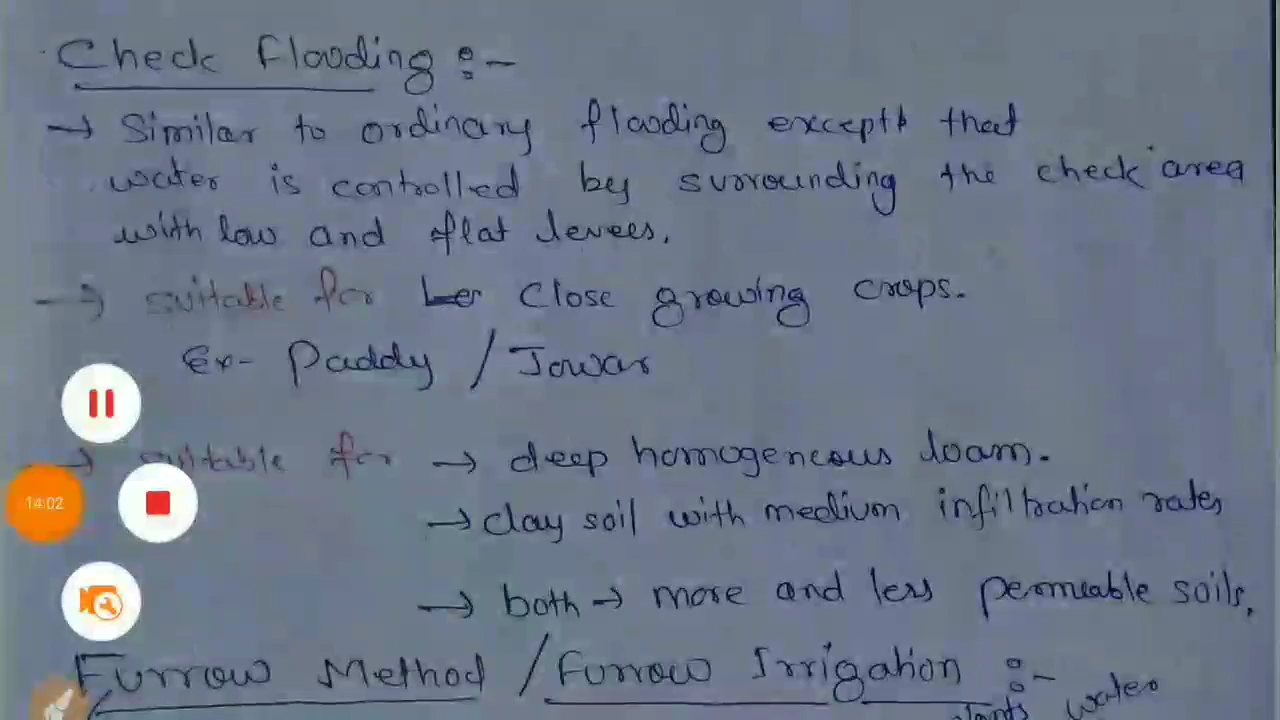 Check Flooding :-
→ Similar to ordinary flooding except that
water is controlled by surrounding the check area
with low and flat levees.
→ suitable for close growing crops.
Ex- Paddy / Jowar
→ suitable for → deep homogeneous loam.
→ clay soil with medium infiltration rates
→ both → more and less permeable soils,
14:02
Furrow Method / Furrow Irrigation :-
plants water